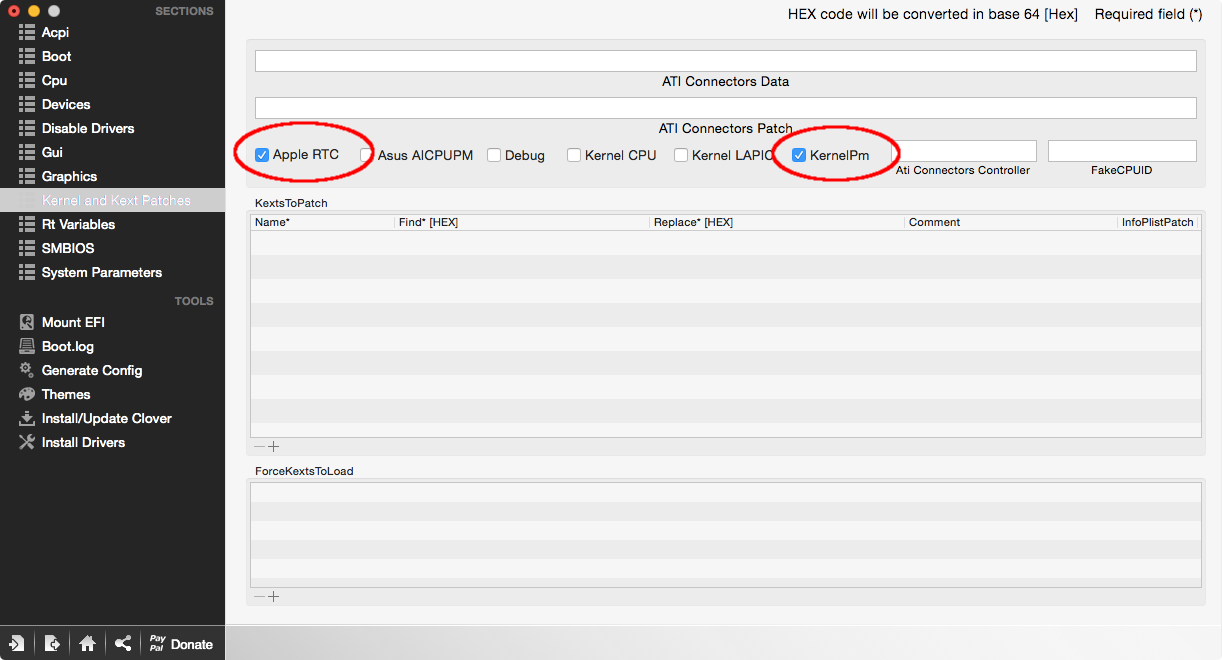 SECTIONS
Acpi
Boot
Cpu
Devices
Disable Drivers
Gui
Graphics
Kernel and Kext Patches
Rt Variables
SMBIOS
System Parameters
TOOLS
Mount EFI
Boot.log
Generate Config
Themes
Install/Update Clover
Install Drivers
Pay
Pal
Donate
HEX code will be converted in base 64 [Hex] Required field (*)
ATI Connectors Data
ATI Connectors Patch
Apple RTC Asus AICPUPM Debug Kernel CPU Kernel LAPIC KernelPm
Ati Connectors Controller FakeCPUID
KextsToPatch
Name* Find* [HEX] Replace* [HEX] Comment InfoPlistPatch
ForceKextsToLoad